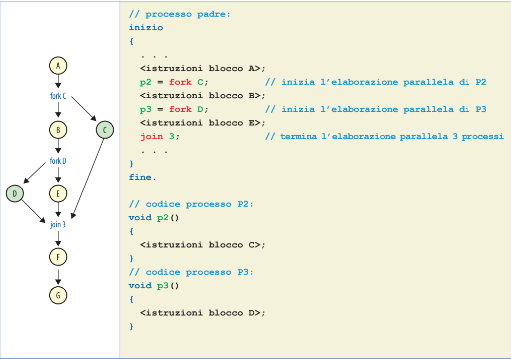 A
fork C
B
C
fork D
D
E
join 3
F
G
// processo padre:
inizio
{
. . .
<istruzioni blocco A>;
p2 = fork C; // inizia l'elaborazione parallela di P2
<istruzioni blocco B>;
p3 = fork D; // inizia l'elaborazione parallela di P3
<istruzioni blocco E>;
join 3; // termina l'elaborazione parallela 3 processi
. . .
}
fine.
// codice processo P2:
void p2()
{
<istruzioni blocco C>;
}
// codice processo P3:
void p3()
{
<istruzioni blocco D>;
}